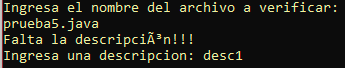 Ingresa el nombre del archivo a verificar:
prueba5.java
Falta la descripciÃ³n!!!
Ingresa una descripcion: desc1